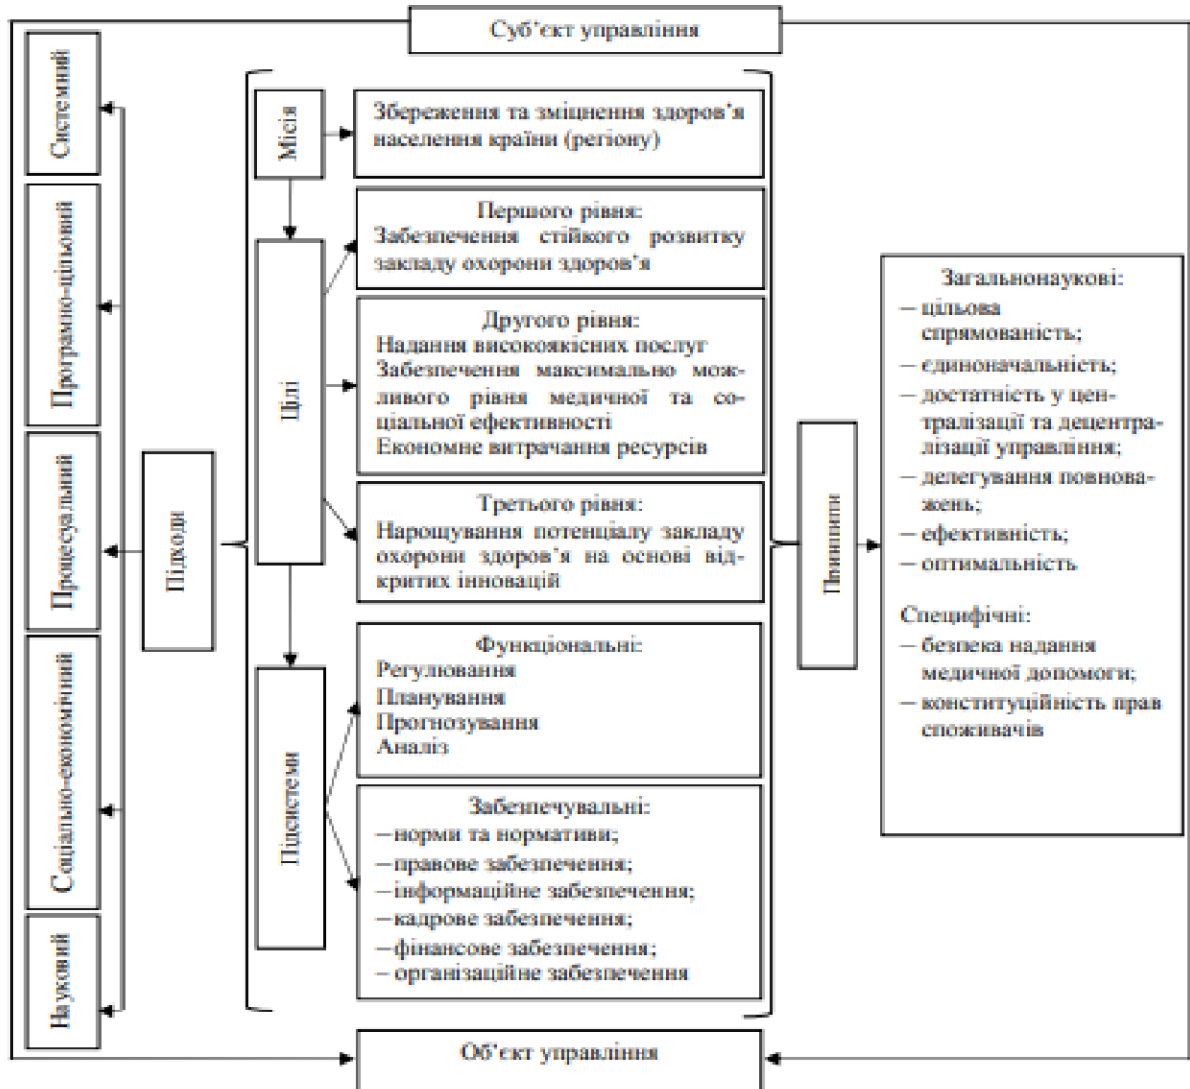 Суб’єкт управління
Системний
Програмно-цільовий
Процесуальний
Соціально-економічний
Науковий
Підходи
Місія
Збереження та зміцнення здоров’я
населення країни (регіону)
Цілі
Першого рівня:
Забезпечення стійкого розвитку
закладу охорони здоров’я
Другого рівня:
Надання високоякісних послуг
Забезпечення максимально мож-
ливого рівня медичної та со-
ціальної ефективності
Економне витрачання ресурсів
Третього рівня:
Нарощування потенціалу закладу
охорони здоров’я на основі від-
критих інновацій
Підсистеми
Функціональні:
Регулювання
Планування
Прогнозування
Аналіз
Забезпечувальні:
—норми та нормативи;
—правове забезпечення;
—інформаційне забезпечення;
—кадрове забезпечення;
—фінансове забезпечення;
—організаційне забезпечення
Принципи
Загальнонаукові:
— цільова
спрямованість;
— єдиноначальність;
— достатність у цен-
тралізації та децентра-
лізації управління;
— делегування повнова-
жень;
— ефективність;
— оптимальність
Специфічні:
— безпека надання
медичної допомоги;
— конституційність прав
споживачів
Об’єкт управління